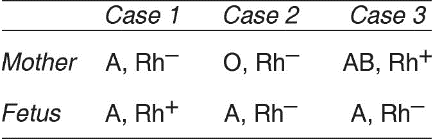 Case 1 Case 2 Case 3
Mother A, Rh⁻ O, Rh⁻ AB, Rh⁺
Fetus A, Rh⁺ A, Rh⁻ A, Rh⁻